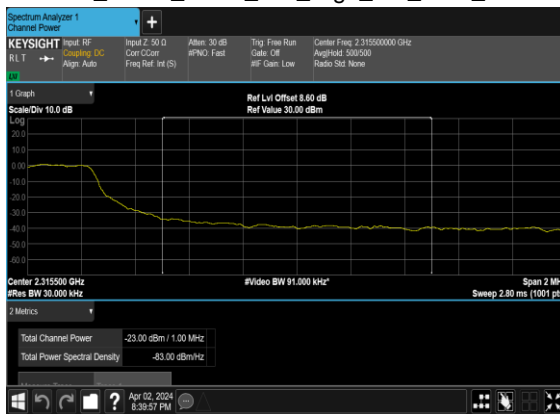 Spectrum Analyzer 1
Channel Power
+
KEYSIGHT
RLT
Input: RF
Coupling: DC
Align: Auto
Input Z: 50 Ω
Corr CCorr
Freq Ref: Int (S)
Atten: 30 dB
#PNO: Fast
Trig: Free Run
Gate: Off
#IF Gain: Low
Center Freq: 2.315500000 GHz
Avg|Hold: 500/500
Radio Std: None
1 Graph
Scale/Div 10.0 dB
Ref Lvl Offset 8.60 dB
Ref Value 30.00 dBm
Log
20.0
10.0
0.00
-10.0
-20.0
-30.0
-40.0
-50.0
-60.0
Center 2.315500 GHz
#Video BW 91.000 kHz*
Span 2 MH
#Res BW 30.000 kHz
Sweep 2.80 ms (1001 pt
2 Metrics
Total Channel Power
-23.00 dBm / 1.00 MHz
Total Power Spectral Density
-83.00 dBm/Hz
?
Apr 02, 2024
8:39:57 PM